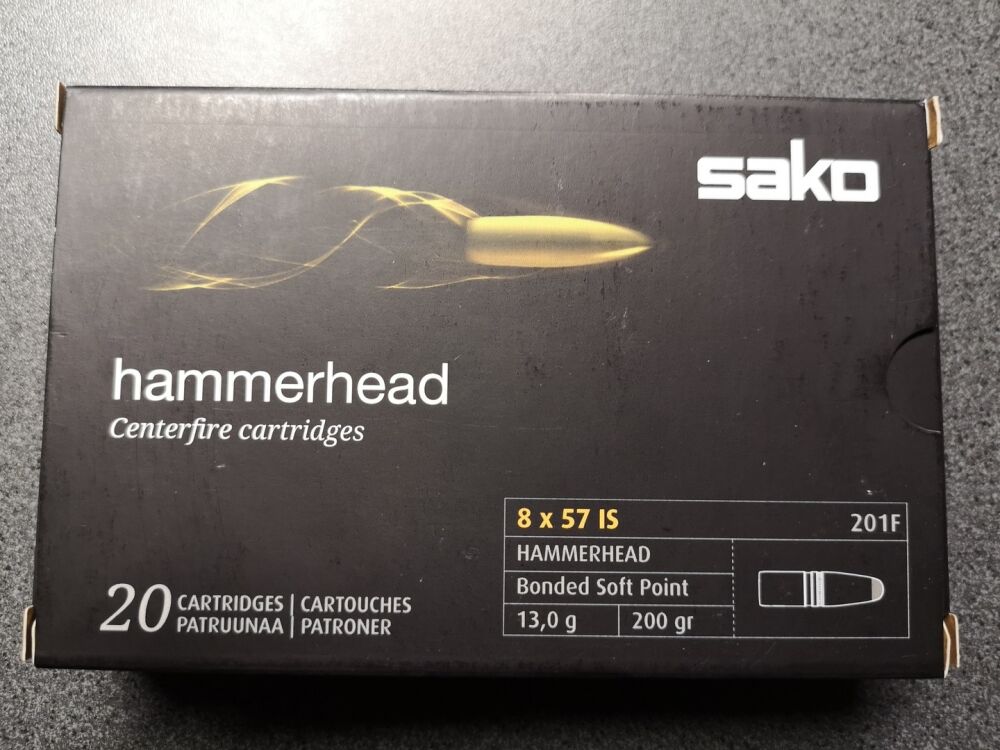 sako
hammerhead
Centerfire cartridges
8 x 57 IS 201F
HAMMERHEAD
Bonded Soft Point
13,0 g 200 gr
20 CARTRIDGES | CARTOUCHES
PATRUUNAA | PATRONER